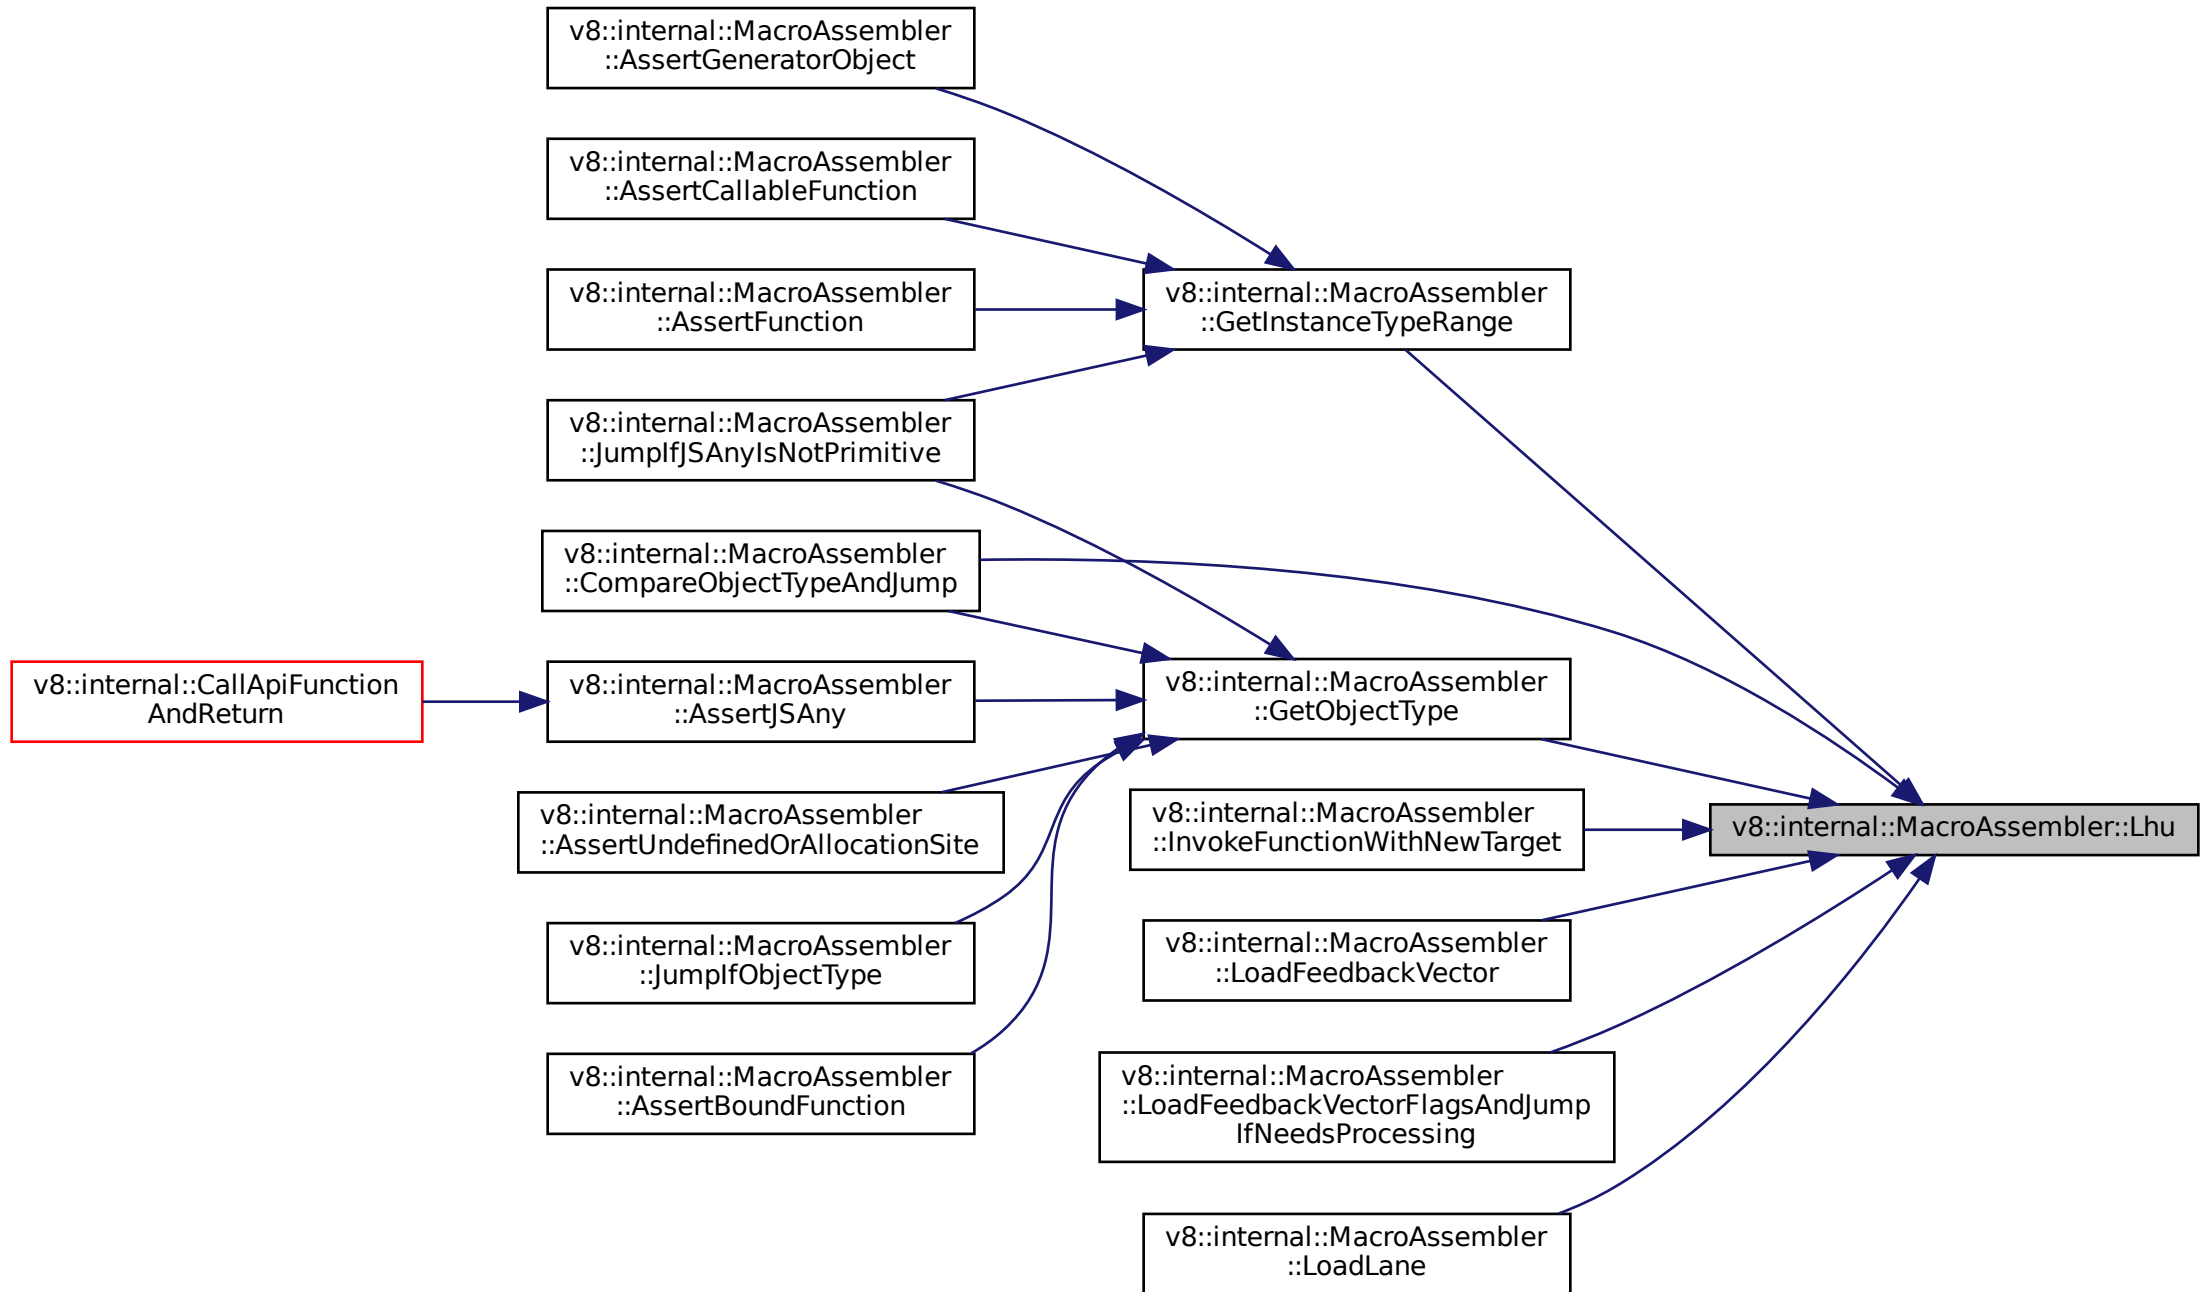 v8::internal::MacroAssembler
::AssertGeneratorObject
v8::internal::MacroAssembler
::AssertCallableFunction
v8::internal::MacroAssembler
::AssertFunction
v8::internal::MacroAssembler
::GetInstanceTypeRange
v8::internal::MacroAssembler
::JumpIfJSAnyIsNotPrimitive
v8::internal::MacroAssembler
::CompareObjectTypeAndJump
v8::internal::CallApiFunction
AndReturn
v8::internal::MacroAssembler
::AssertJSAny
v8::internal::MacroAssembler
::GetObjectType
v8::internal::MacroAssembler
::AssertUndefinedOrAllocationSite
v8::internal::MacroAssembler
::InvokeFunctionWithNewTarget
v8::internal::MacroAssembler::Lhu
v8::internal::MacroAssembler
::JumpIfObjectType
v8::internal::MacroAssembler
::LoadFeedbackVector
v8::internal::MacroAssembler
::AssertBoundFunction
v8::internal::MacroAssembler
::LoadFeedbackVectorFlagsAndJump
IfNeedsProcessing
v8::internal::MacroAssembler
::LoadLane